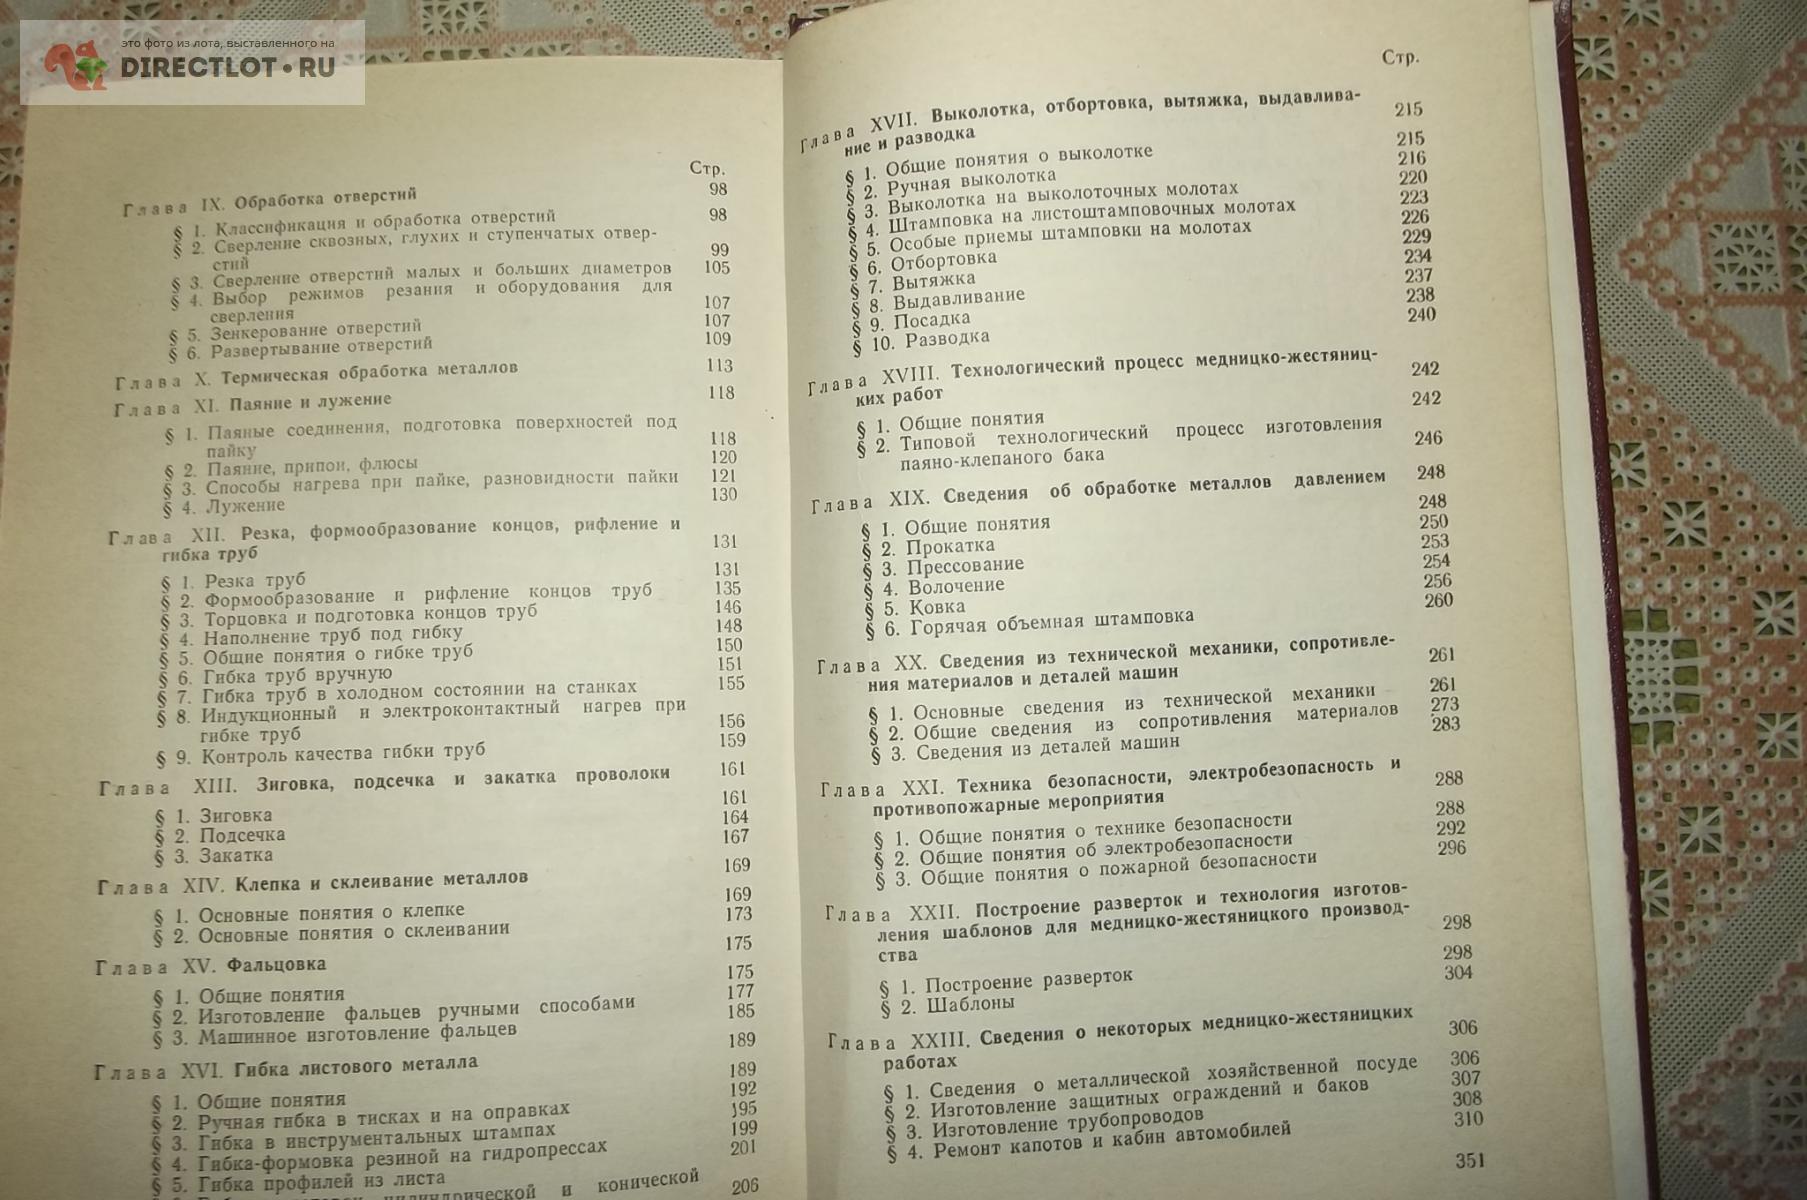 это фото из лота, выставленного на
DIRECTLOT•RU
Стр.
Глава IX. Обработка отверстий 98
§ 1. Классификация и обработка отверстий 98
§ 2. Сверление сквозных, глухих и ступенчатых отвер-
стий 99
§ 3. Сверление отверстий малых и больших диаметров 105
§ 4. Выбор режимов резания и оборудования для
сверления 107
§ 5. Зенкерование отверстий 107
§ 6. Развертывание отверстий 109
Глава X. Термическая обработка металлов 113
Глава XI. Паяние и лужение 118
§ 1. Паяные соединения, подготовка поверхностей под
пайку 118
§ 2. Паяние, припои, флюсы 120
§ 3. Способы нагрева при пайке, разновидности пайки 121
§ 4. Лужение 130
Глава XII. Резка, формообразование концов, рифление и
гибка труб 131
§ 1. Резка труб 131
§ 2. Формообразование и рифление концов труб 135
§ 3. Торцовка и подготовка концов труб 146
§ 4. Наполнение труб под гибку 148
§ 5. Общие понятия о гибке труб 150
§ 6. Гибка труб вручную 151
§ 7. Гибка труб в холодном состоянии на станках 155
§ 8. Индукционный и электроконтактный нагрев при
гибке труб 156
§ 9. Контроль качества гибки труб 159
Глава XIII. Зиговка, подсечка и закатка проволоки 161
§ 1. Зиговка 161
§ 2. Подсечка 164
§ 3. Закатка 167
Глава XIV. Клепка и склеивание металлов 169
§ 1. Основные понятия о клепке 169
§ 2. Основные понятия о склеивании 173
Глава XV. Фальцовка 175
§ 1. Общие понятия 175
§ 2. Изготовление фальцев ручными способами 177
§ 3. Машинное изготовление фальцев 185
Глава XVI. Гибка листового металла 189
§ 1. Общие понятия 189
§ 2. Ручная гибка в тисках и на оправках 192
§ 3. Гибка в инструментальных штампах 195
§ 4. Гибка-формовка резиной на гидропрессах 199
§ 5. Гибка профилей из листа 201
цилиндрической и конической 206
Стр.
Глава XVII. Выколотка, отбортовка, вытяжка, выдавлива-
ние и разводка 215
§ 1. Общие понятия о выколотке 215
§ 2. Ручная выколотка 216
§ 3. Выколотка на выколоточных молотах 220
§ 4. Штамповка на листоштамповочных молотах 223
§ 5. Особые приемы штамповки на молотах 226
§ 6. Отбортовка 229
§ 7. Вытяжка 234
§ 8. Выдавливание 237
§ 9. Посадка 238
§ 10. Разводка 240
Глава XVIII. Технологический процесс медницко-жестяниц-
ких работ 242
§ 1. Общие понятия 242
§ 2. Типовой технологический процесс изготовления
паяно-клепаного бака 246
Глава XIX. Сведения об обработке металлов давлением 248
§ 1. Общие понятия 248
§ 2. Прокатка 250
§ 3. Прессование 253
§ 4. Волочение 254
§ 5. Ковка 256
§ 6. Горячая объемная штамповка 260
Глава XX. Сведения из технической механики, сопротивле-
ния материалов и деталей машин 261
§ 1. Основные сведения из технической механики 261
§ 2. Общие сведения из сопротивления материалов 273
§ 3. Сведения из деталей машин 283
Глава XXI. Техника безопасности, электробезопасность и
противопожарные мероприятия 288
§ 1. Общие понятия о технике безопасности 288
§ 2. Общие понятия об электробезопасности 292
§ 3. Общие понятия о пожарной безопасности 296
Глава XXII. Построение разверток и технология изготов-
ления шаблонов для медницко-жестяницкого производ-
ства 298
§ 1. Построение разверток 298
§ 2. Шаблоны 304
Глава XXIII. Сведения о некоторых медницко-жестяницких
работах 306
§ 1. Сведения о металлической хозяйственной посуде 306
§ 2. Изготовление защитных ограждений и баков 307
§ 3. Изготовление трубопроводов 308
§ 4. Ремонт капотов и кабин автомобилей 310
351